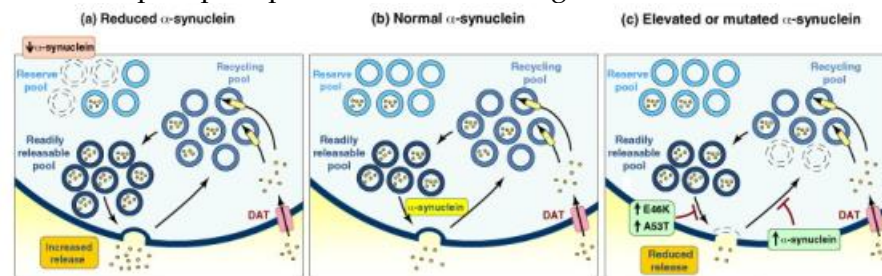 (a) Reduced α-synuclein
↓α-synuclein
Reserve
pool
Recycling
pool
Readily
releasable
pool
DAT
Increased
release
(b) Normal α-synuclein
Reserve
pool
Recycling
pool
Readily
releasable
pool
α-synuclein
DAT
(c) Elevated or mutated α-synuclein
Reserve
pool
Recycling
pool
Readily
releasable
pool
↑ E46K
↑ A53T
DAT
↑α-synuclein
Reduced
release